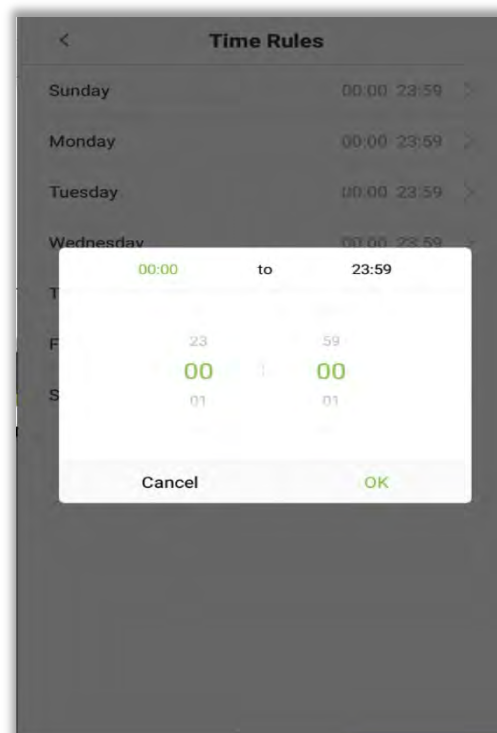 < Time Rules
Sunday 00:00 23:59 >
Monday 00:00 23:59 >
Tuesday 00:00 23:59 >
Wednesday 00:00 23:59 >
00:00 to 23:59
T
23 59
F
00 : 00
S
01 01
Cancel OK